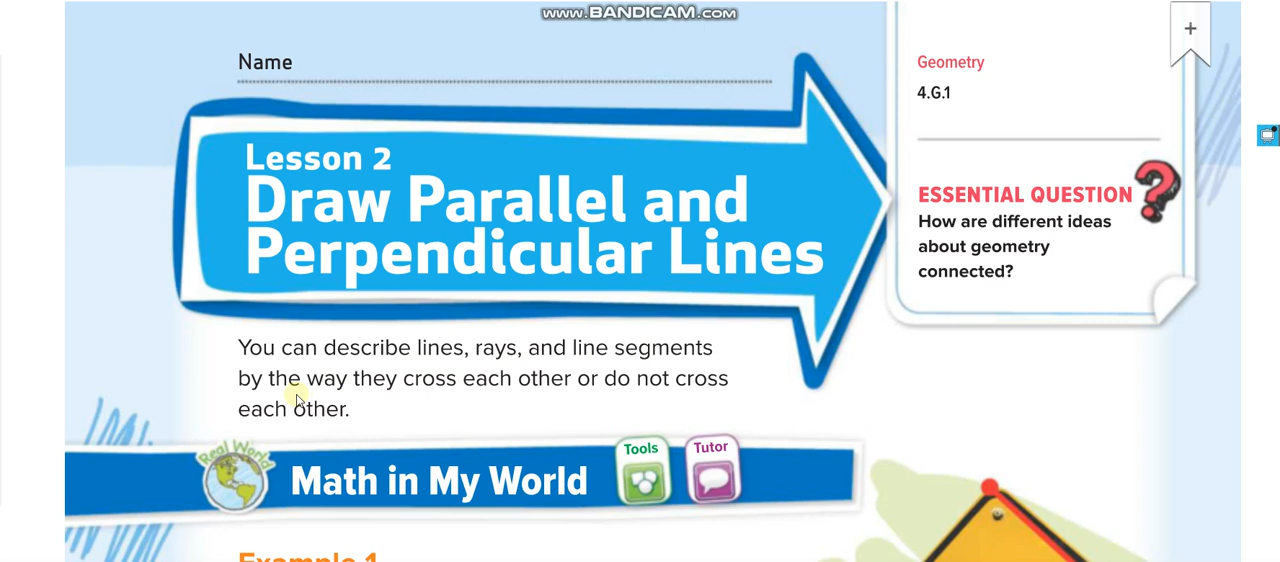 www.BANDICAM.com
Name
Geometry
4.G.1
Lesson 2
Draw Parallel and
Perpendicular Lines
ESSENTIAL QUESTION
How are different ideas
about geometry
connected?
You can describe lines, rays, and line segments
by the way they cross each other or do not cross
each other.
Real World
Math in My World
Tools
Tutor
Example 1